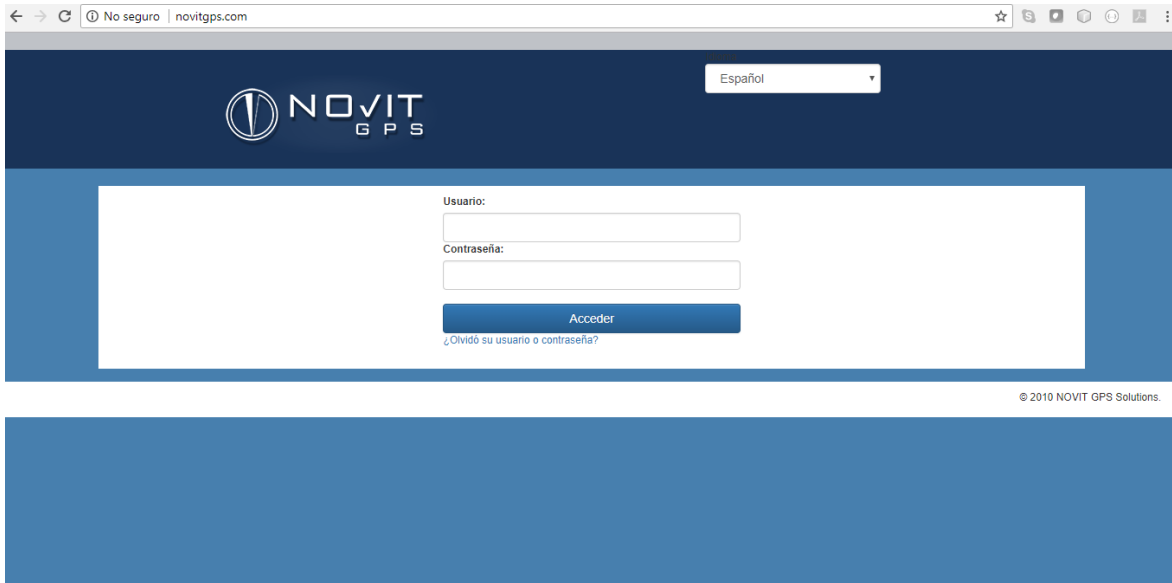 No seguro | novitgps.com
Español
NOVIT
GPS
Usuario:
Contraseña:
Acceder
¿Olvidó su usuario o contraseña?
© 2010 NOVIT GPS Solutions.